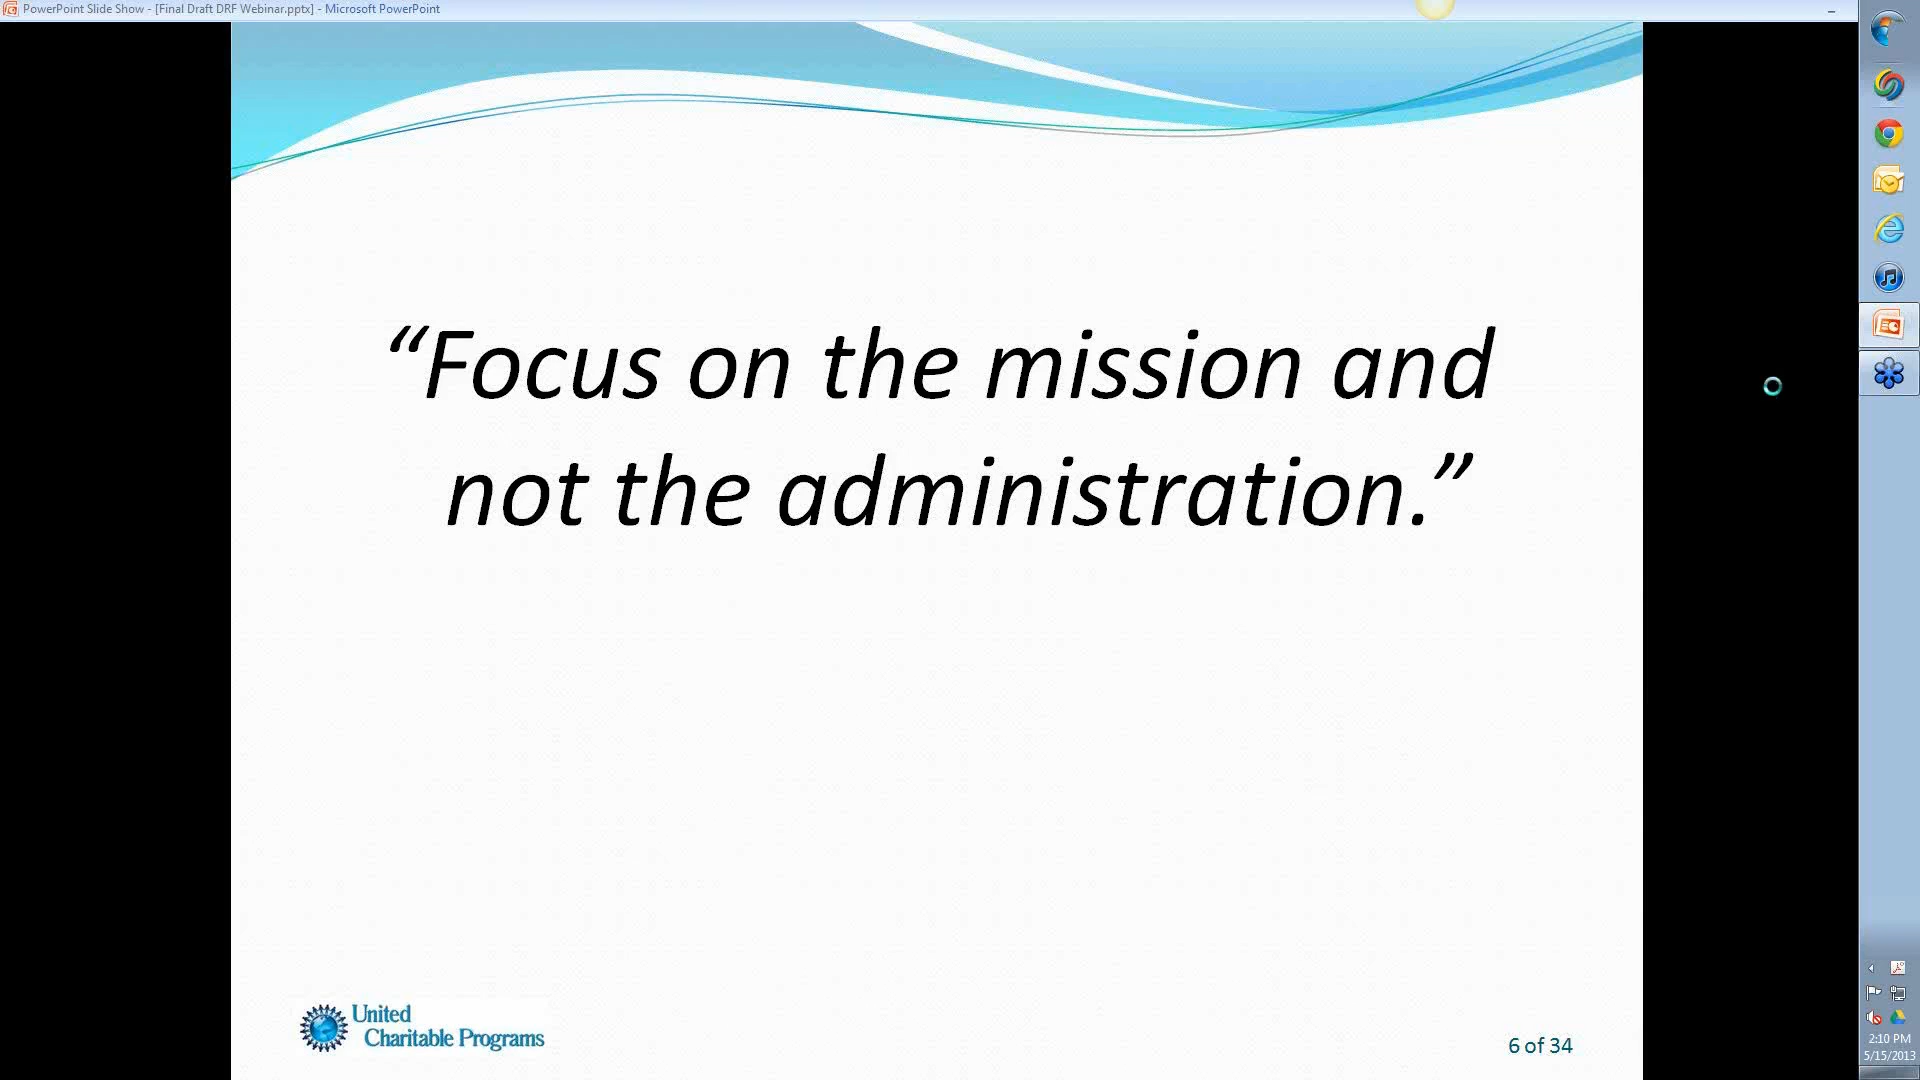 PowerPoint Slide Show - [Final Draft DRF Webinar.pptx] - Microsoft PowerPoint
“Focus on the mission and
not the administration.”
United
Charitable Programs
6 of 34
2:10 PM
5/15/2013